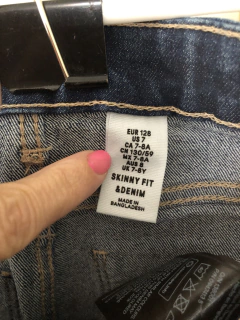 EUR 128
US 7
CA 7-8A
CN 130/59
MX 7-8A
AUS 8
UK 7-8Y
SKINNY FIT
&DENIM
MADE IN
BANGLADESH